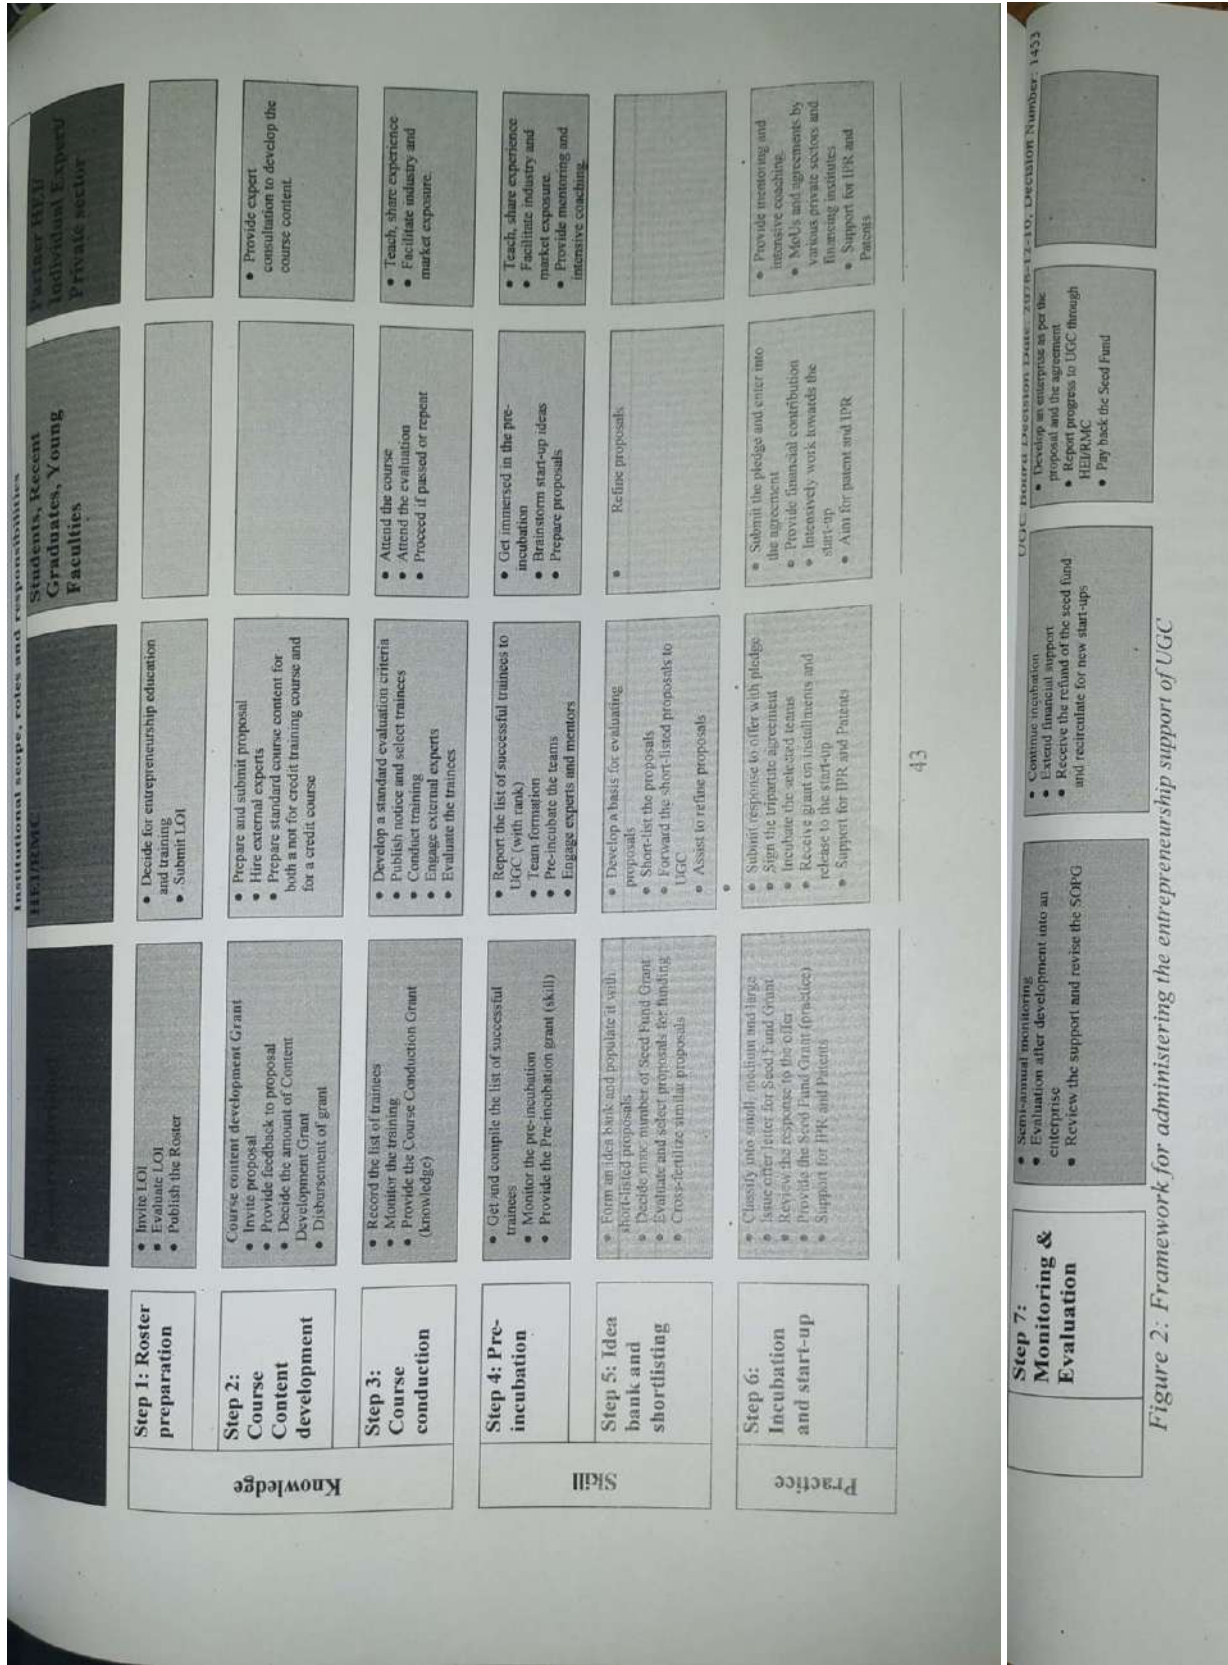 Institutional scope, roles and responsibilities
HEI/RMC
Students, Recent
Graduates, Young
Faculties
Partner HEI/
Individual Expert/
Private sector
Knowledge
Step 1: Roster
preparation
• Invite LOI
• Evaluate LOI
• Publish the Roster
• Decide for entrepreneurship education
and training
• Submit LOI
Step 2:
Course
Content
development
Course content development Grant
• Invite proposal
• Provide feedback to proposal
• Decide the amount of Content
Development Grant
• Disbursement of grant
• Prepare and submit proposal
• Hire external experts
• Prepare standard course content for
both a not for credit training course and
for a credit course
• Provide expert
consultation to develop the
course content.
Step 3:
Course
conduction
• Record the list of trainees
• Monitor the training
• Provide the Course Conduction Grant
(knowledge)
• Develop a standard evaluation criteria
• Publish notice and select trainees
• Conduct training
• Engage external experts
• Evaluate the trainees
• Attend the course
• Attend the evaluation
• Proceed if passed or repeat
• Teach, share experience
• Facilitate industry and
market exposure.
Skill
Step 4: Pre-
incubation
• Get and compile the list of successful
trainees
• Monitor the pre-incubation
• Provide the Pre-incubation grant (skill)
• Report the list of successful trainees to
UGC (with rank)
• Team formation
• Pre-incubate the teams
• Engage experts and mentors
• Get immersed in the pre-
incubation
• Brainstorm start-up ideas
• Prepare proposals
• Teach, share experience
• Facilitate industry and
market exposure.
• Provide mentoring and
intensive coaching.
Step 5: Idea
bank and
shortlisting
• Form an idea bank and populate it with
short-listed proposals
• Decide max number of Seed Fund Grant
• Evaluate and select proposals for funding
• Cross-fertilize similar proposals
• Develop a basis for evaluating
proposals
• Short-list the proposals
• Forward the short-listed proposals to
UGC
• Assist to refine proposals
• Refine proposals
Practice
Step 6:
Incubation
and start-up
• Classify into small, medium and large
• Issue offer letter for Seed Fund Grant
• Review the response to the offer
• Provide the Seed Fund Grant (practice)
• Support for IPR and Patents
• Submit response to offer with pledge
• Sign the tripartite agreement
• Incubate the selected teams
• Receive grant on installments and
release to the start-up
• Support for IPR and Patents
• Submit the pledge and enter into
the agreement
• Provide financial contribution
• Intensively work towards the
start-up
• Aim for patent and IPR
• Provide mentoring and
intensive coaching.
• MoUs and agreements by
various private sectors and
financing institutes
• Support for IPR and
Patents
43
UGC Board Decision Date: 2078-12-10, Decision Number: 1453
Step 7:
Monitoring &
Evaluation
• Semi-annual monitoring
• Evaluation after development into an
enterprise
• Review the support and revise the SOPG
• Continue incubation
• Extend financial support
• Receive the refund of the seed fund
and recirculate for new start-ups
• Develop an enterprise as per the
proposal and the agreement
• Report progress to UGC through
HEI/RMC
• Pay back the Seed Fund
Figure 2: Framework for administering the entrepreneurship support of UGC